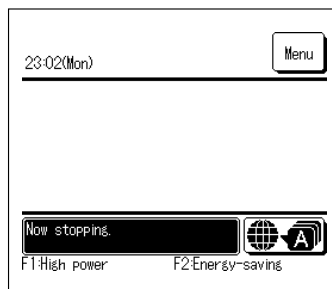 23:02(Mon)
Menu
Now stopping.
A
F1:High power
F2:Energy-saving